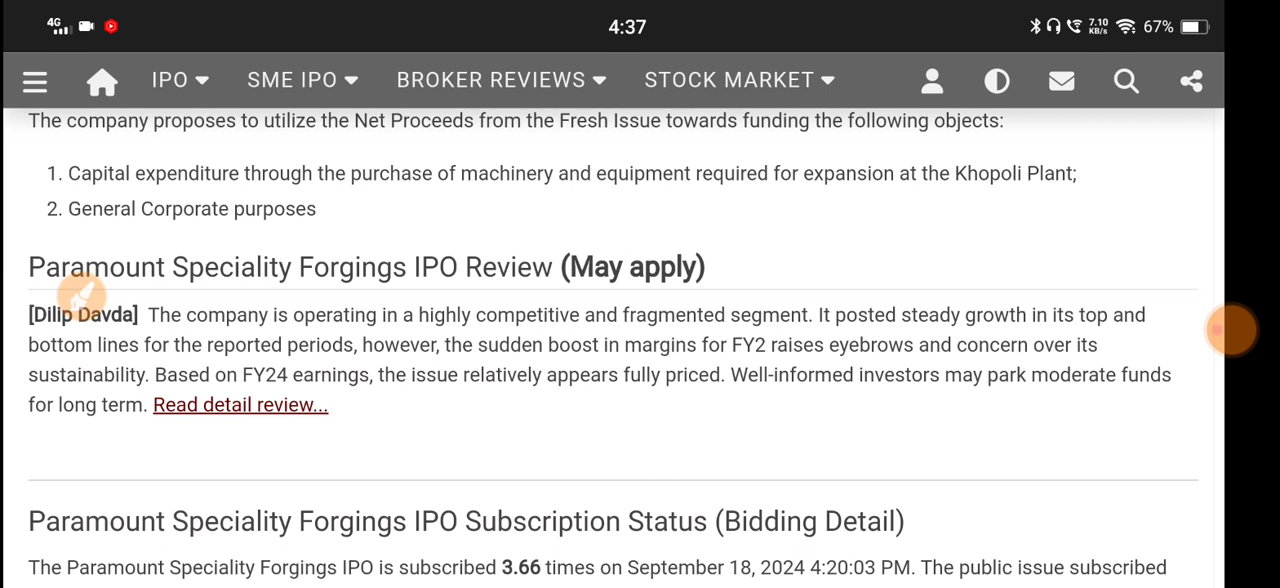 4G 4:37 7.10 KB/s 67%
IPO SME IPO BROKER REVIEWS STOCK MARKET
The company proposes to utilize the Net Proceeds from the Fresh Issue towards funding the following objects:
1. Capital expenditure through the purchase of machinery and equipment required for expansion at the Khopoli Plant;
2. General Corporate purposes
Paramount Speciality Forgings IPO Review (May apply)
[Dilip Davda] The company is operating in a highly competitive and fragmented segment. It posted steady growth in its top and
bottom lines for the reported periods, however, the sudden boost in margins for FY2 raises eyebrows and concern over its
sustainability. Based on FY24 earnings, the issue relatively appears fully priced. Well-informed investors may park moderate funds
for long term. Read detail review...
Paramount Speciality Forgings IPO Subscription Status (Bidding Detail)
The Paramount Speciality Forgings IPO is subscribed 3.66 times on September 18, 2024 4:20:03 PM. The public issue subscribed